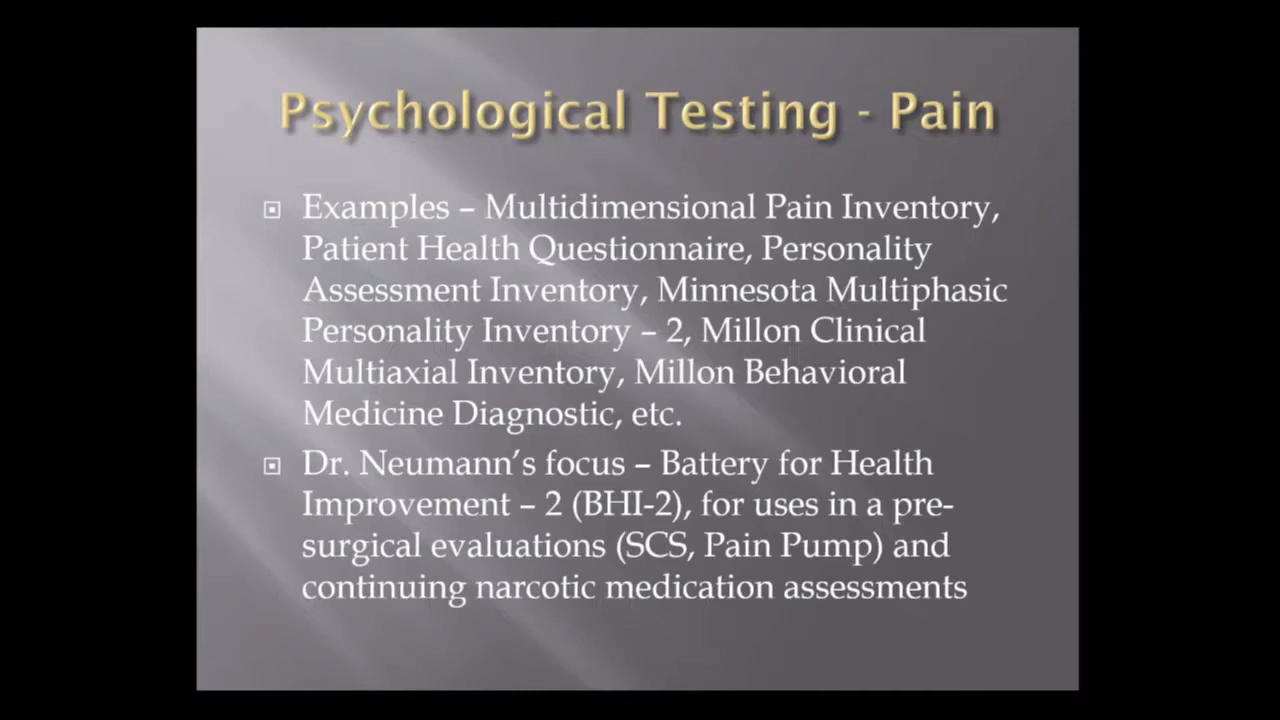 Psychological Testing - Pain
Examples – Multidimensional Pain Inventory,
Patient Health Questionnaire, Personality
Assessment Inventory, Minnesota Multiphasic
Personality Inventory – 2, Millon Clinical
Multiaxial Inventory, Millon Behavioral
Medicine Diagnostic, etc.
Dr. Neumann’s focus – Battery for Health
Improvement – 2 (BHI-2), for uses in a pre-
surgical evaluations (SCS, Pain Pump) and
continuing narcotic medication assessments